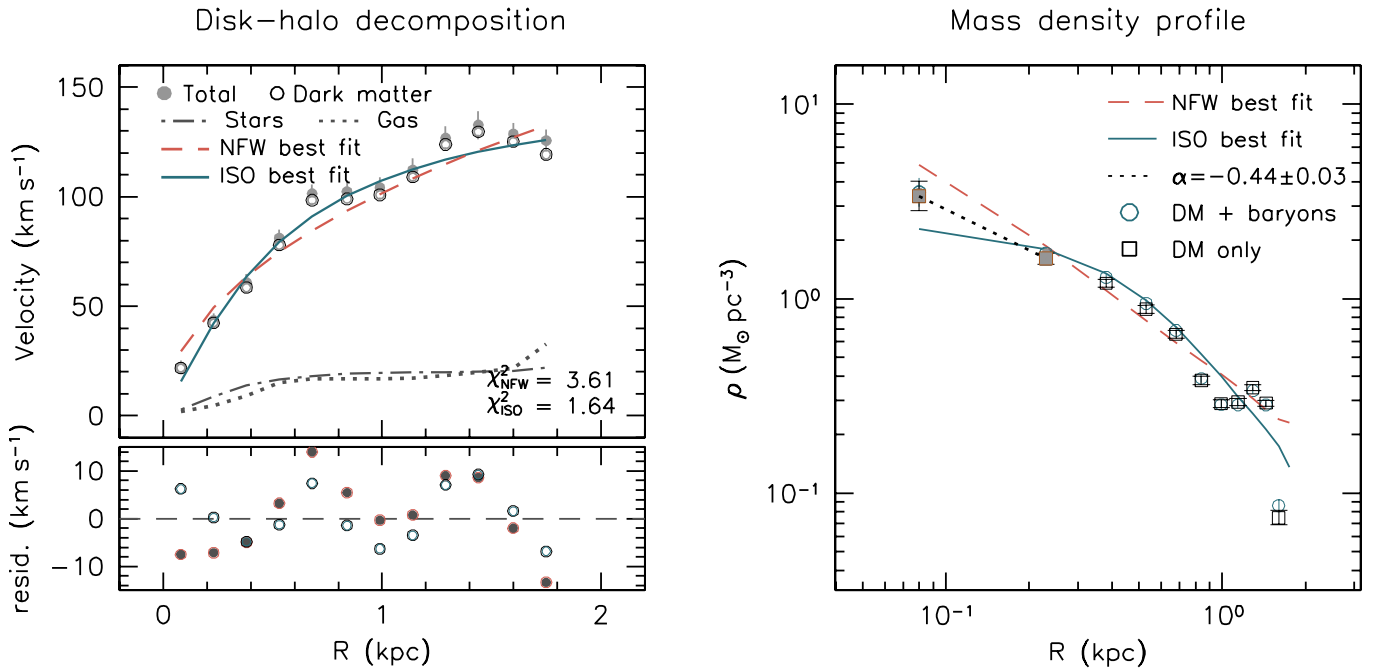 Disk-halo decomposition
150
100
50
0
Velocity (km s⁻¹)
Total Dark matter
Stars Gas
NFW best fit
ISO best fit
χ²NFW = 3.61
χ²ISO = 1.64
10
0
-10
resid. (km s⁻¹)
0 1 2
R (kpc)
Mass density profile
10¹
10⁰
10⁻¹
ρ (M⊙ pc⁻³)
NFW best fit
ISO best fit
α=-0.44±0.03
DM + baryons
DM only
10⁻¹ 10⁰
R (kpc)